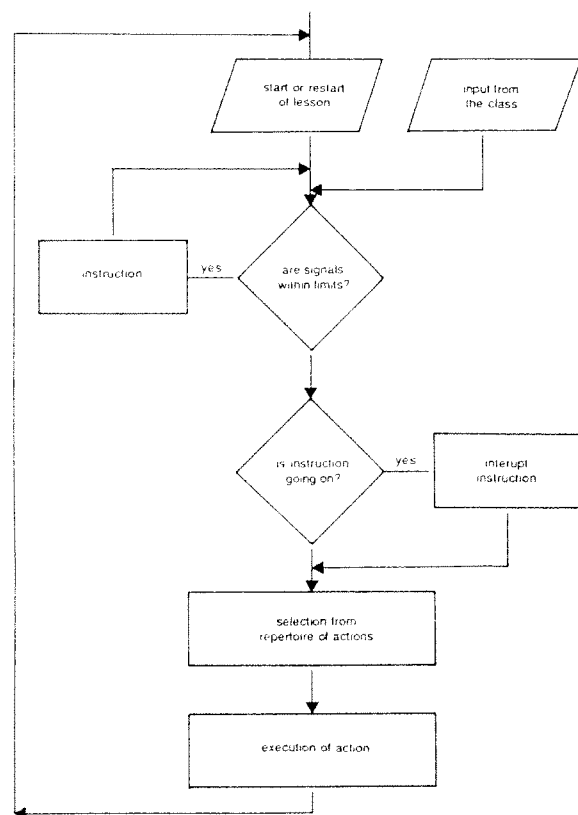 start or restart
of lesson
input from
the class
instruction
yes
are signals
within limits?
is instruction
going on?
yes
interupt
instruction
selection from
repertoire of actions
execution of action